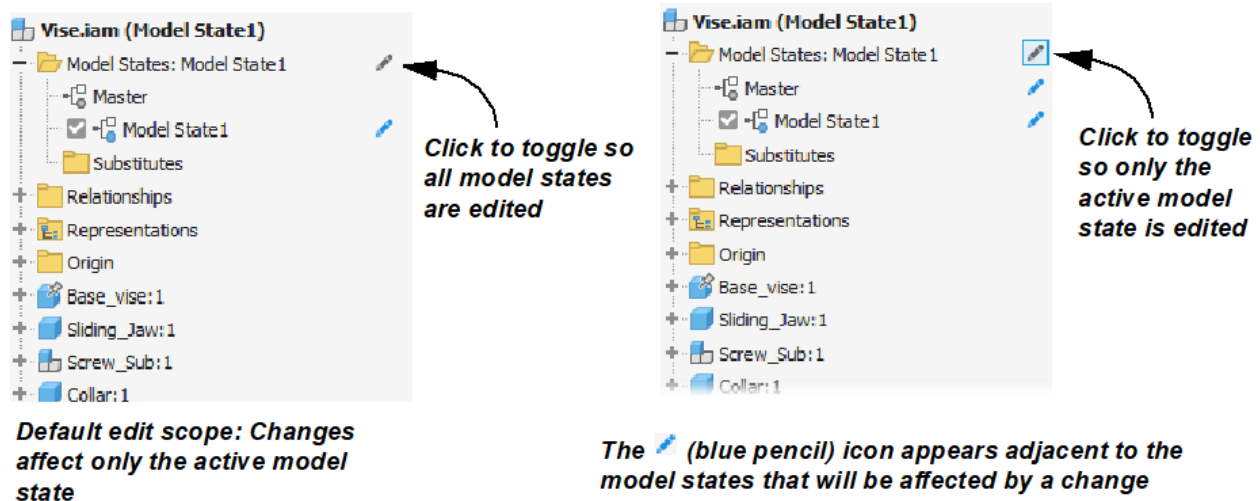 Vise.iam (Model State1)
Model States: Model State1
Master
Model State1
Substitutes
Relationships
Representations
Origin
Base_vise:1
Sliding_Jaw:1
Screw_Sub:1
Collar:1
Click to toggle so
all model states
are edited
Default edit scope: Changes
affect only the active model
state
Vise.iam (Model State1)
Model States: Model State1
Master
Model State1
Substitutes
Relationships
Representations
Origin
Base_vise:1
Sliding_Jaw:1
Screw_Sub:1
Collar:1
Click to toggle
so only the
active model
state is edited
The (blue pencil) icon appears adjacent to the
model states that will be affected by a change